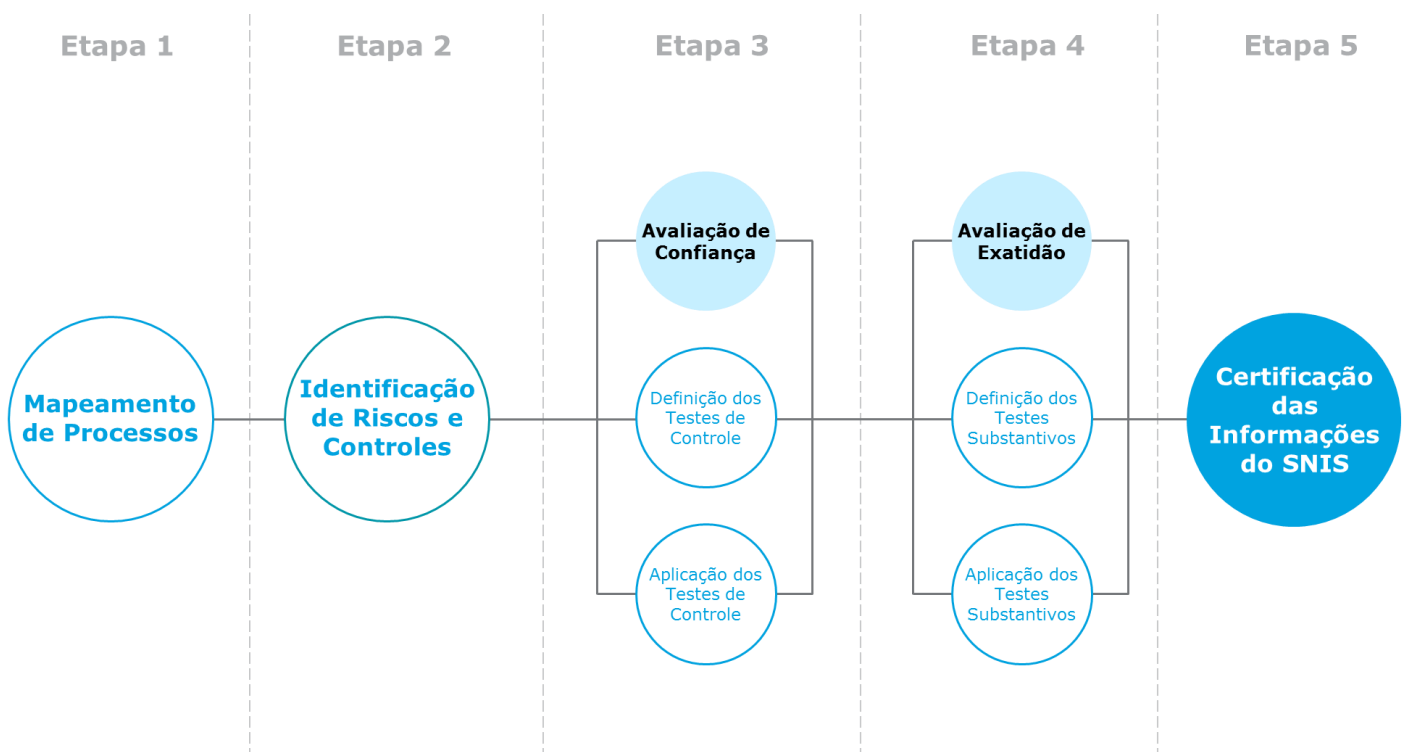 Etapa 1
Etapa 2
Etapa 3
Etapa 4
Etapa 5
Mapeamento
de Processos
Identificação
de Riscos e
Controles
Avaliação de
Confiança
Definição dos
Testes de
Controle
Aplicação dos
Testes de
Controle
Avaliação de
Exatidão
Definição dos
Testes
Substantivos
Aplicação dos
Testes
Substantivos
Certificação
das
Informações
do SNIS